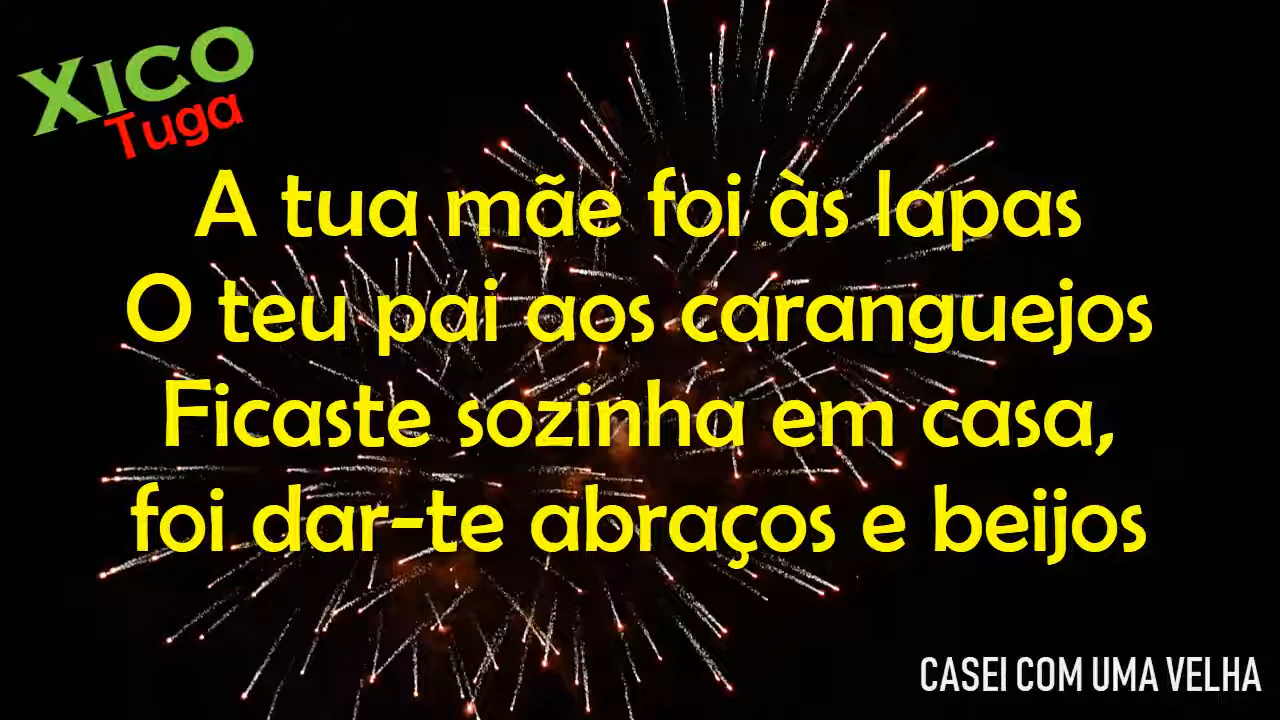 XICO
Tuga
A tua mãe foi às lapas
O teu pai aos caranguejos
Ficaste sozinha em casa,
foi dar-te abraços e beijos
CASEI COM UMA VELHA